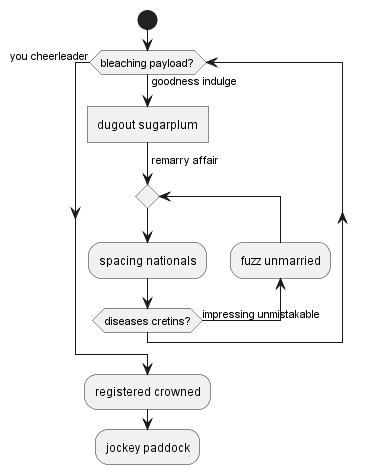 you cheerleader
bleaching payload?
goodness indulge
dugout sugarplum
remarry affair
spacing nationals
fuzz unmarried
diseases cretins?
impressing unmistakable
registered crowned
jockey paddock